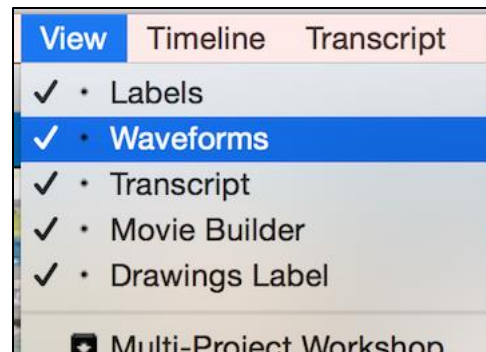 View Timeline Transcript
✓ · Labels
✓ · Waveforms
✓ · Transcript
✓ · Movie Builder
✓ · Drawings Label
Multi-Project Workshop